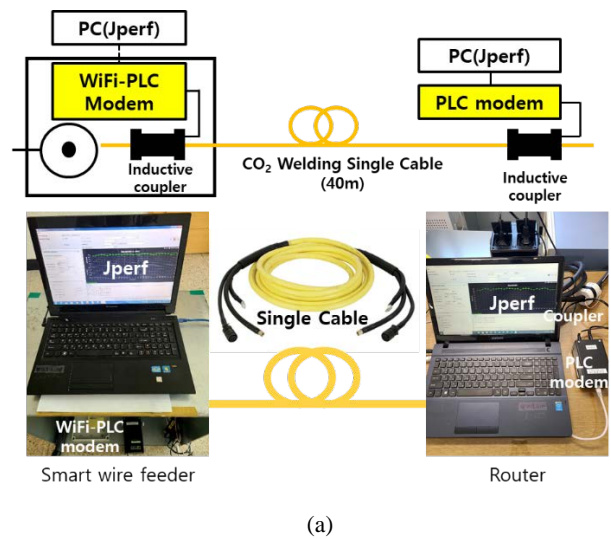 PC(Jperf)
WiFi-PLC
Modem
Inductive
coupler
CO₂ Welding Single Cable
(40m)
PC(Jperf)
PLC modem
Inductive
coupler
Jperf
WiFi-PLC
modem
Single Cable
Jperf
Coupler
PLC
modem
Smart wire feeder
Router
(a)